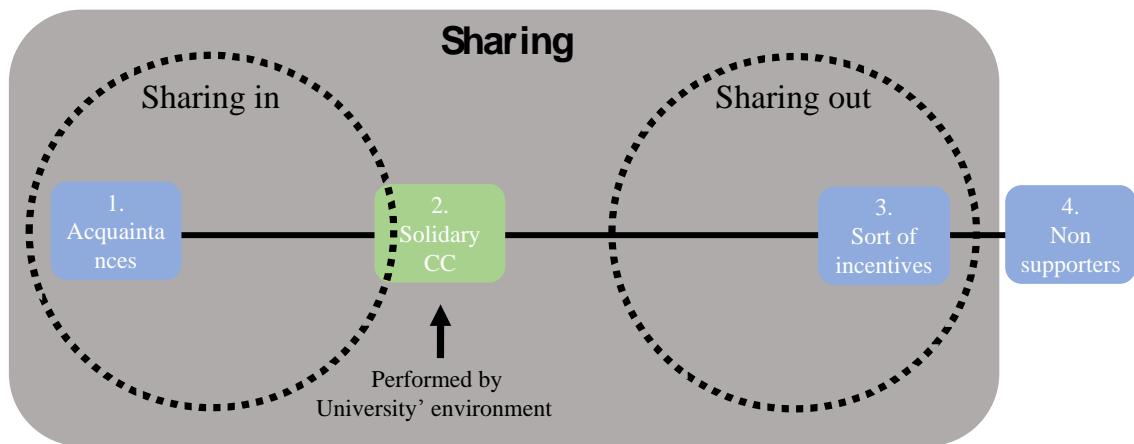 Sharing
Sharing in
Sharing out
1.
Acquainta
nces
2.
Solidary
CC
3.
Sort of
incentives
4.
Non
supporters
Performed by
University’ environment